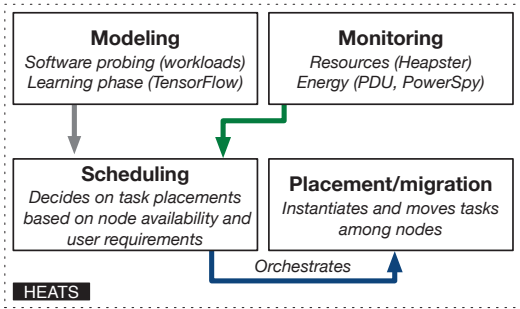 Modeling
Software probing (workloads)
Learning phase (TensorFlow)
Monitoring
Resources (Heapster)
Energy (PDU, PowerSpy)
Scheduling
Decides on task placements
based on node availability and
user requirements
Placement/migration
Instantiates and moves tasks
among nodes
Orchestrates
HEATS